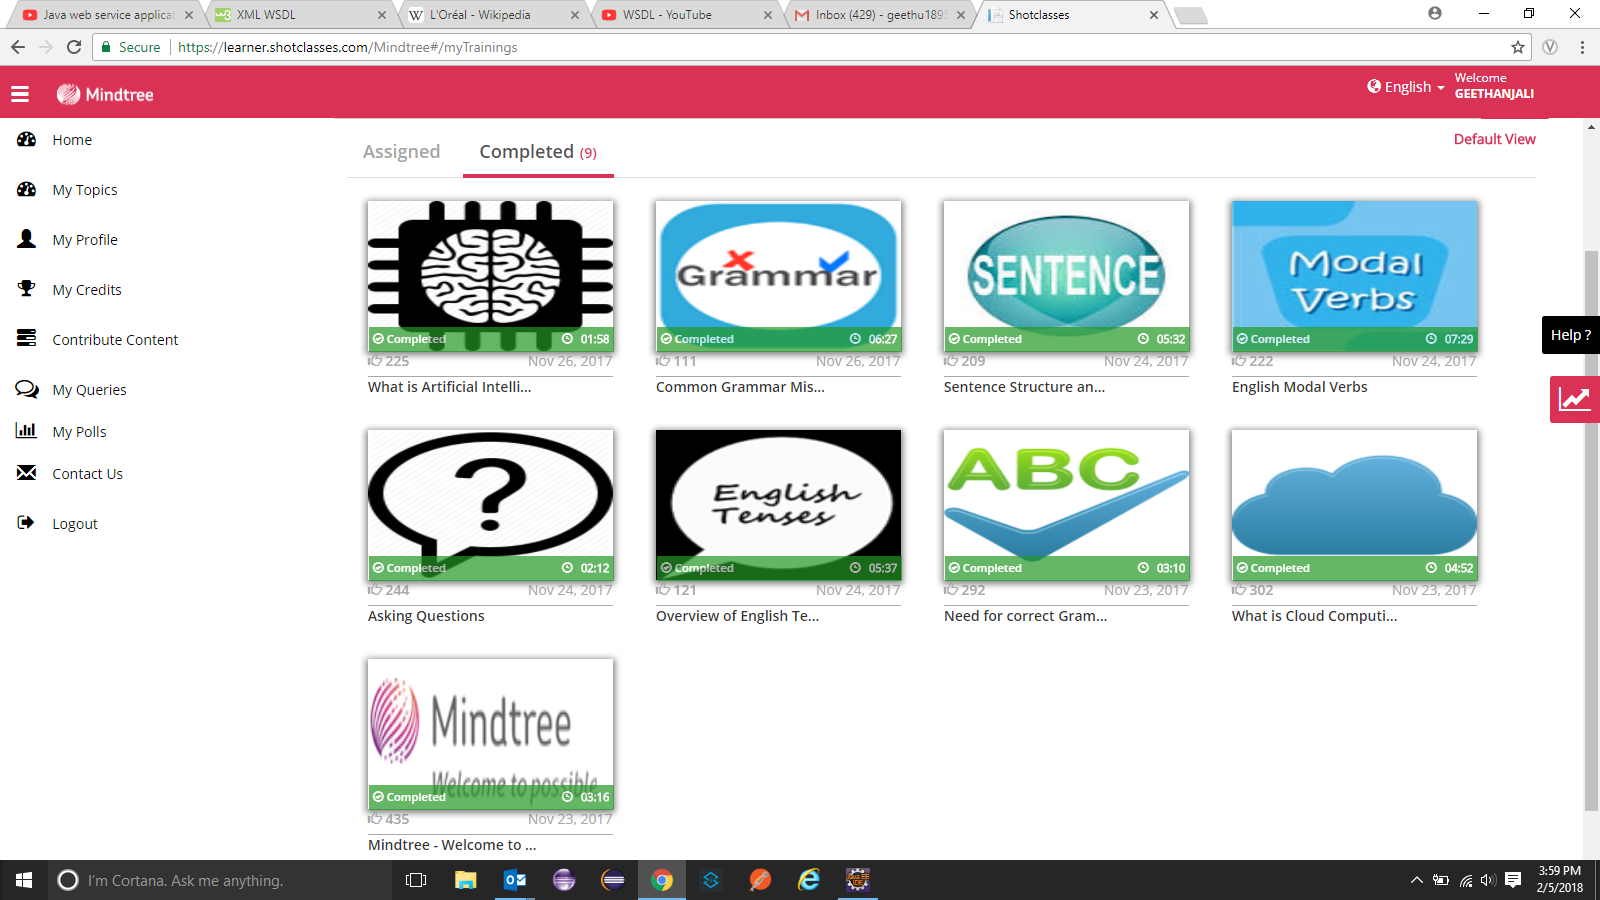 Java web service applicat
XML WSDL
L'Oréal - Wikipedia
WSDL - YouTube
Inbox (429) - geethu189
Shotclasses
Secure
https://learner.shotclasses.com/Mindtree#/myTrainings
Mindtree
English
Welcome
GEETHANJALI
Home
My Topics
My Profile
My Credits
Contribute Content
My Queries
My Polls
Contact Us
Logout
Assigned
Completed (9)
Default View
Completed 01:58
225 Nov 26, 2017
What is Artificial Intelli...
Grammar
Completed 06:27
111 Nov 26, 2017
Common Grammar Mis...
SENTENCE
Completed 05:32
209 Nov 24, 2017
Sentence Structure an...
Modal
Verbs
Completed 07:29
222 Nov 24, 2017
English Modal Verbs
Help ?
?
Completed 02:12
244 Nov 24, 2017
Asking Questions
English
Tenses
Completed 05:37
121 Nov 24, 2017
Overview of English Te...
ABC
Completed 03:10
292 Nov 23, 2017
Need for correct Gram...
Completed 04:52
302 Nov 23, 2017
What is Cloud Computi...
Mindtree
Welcome to possible
Completed 03:16
435 Nov 23, 2017
Mindtree - Welcome to ...
I'm Cortana. Ask me anything.
3:59 PM
2/5/2018